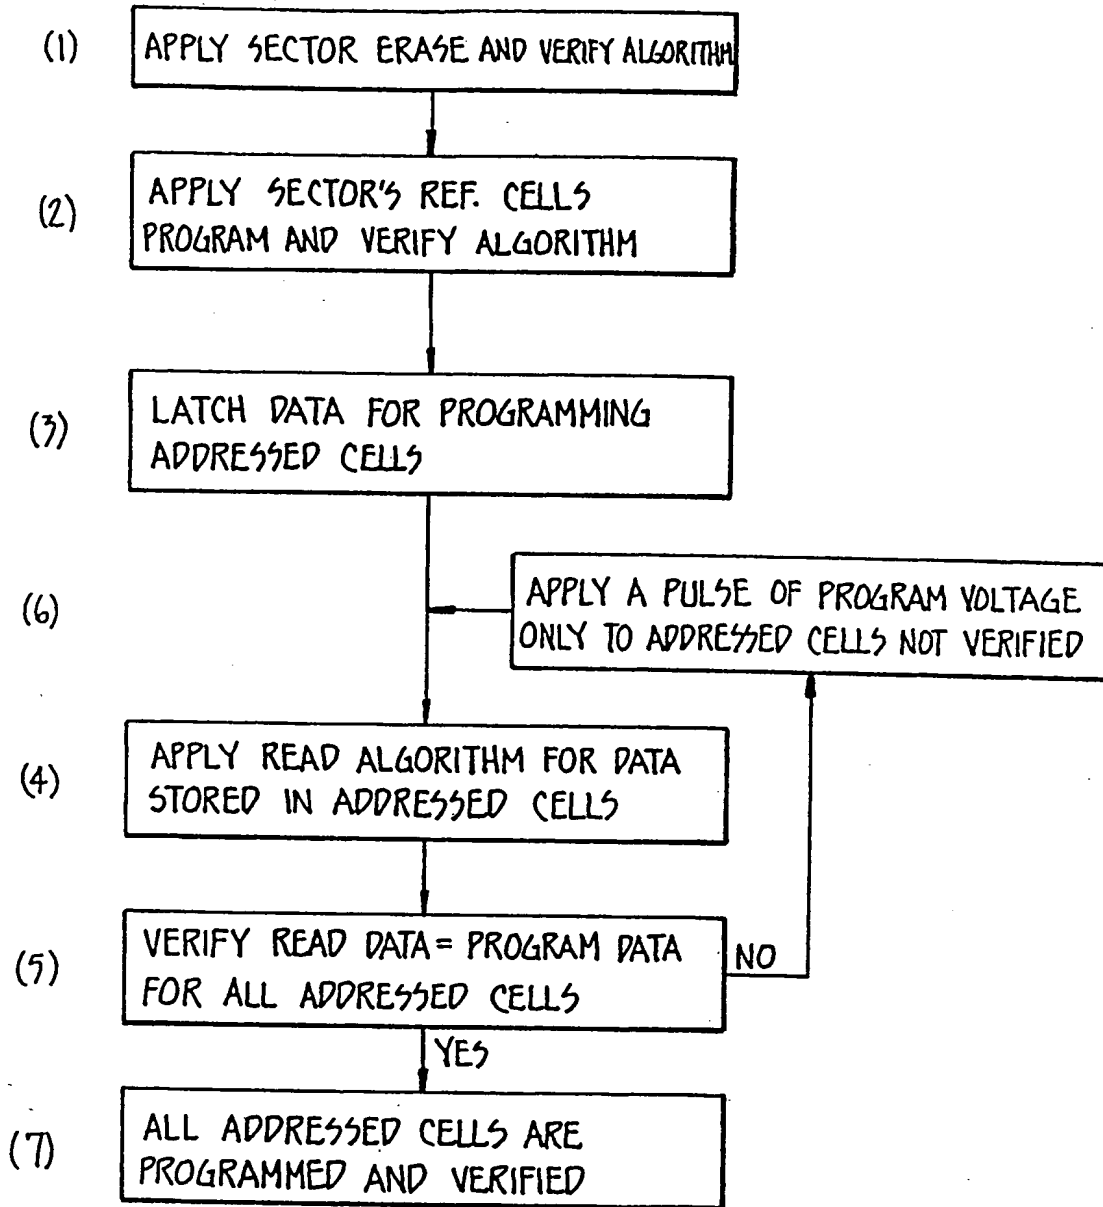 (1)
APPLY SECTOR ERASE AND VERIFY ALGORITHM
(2)
APPLY SECTOR'S REF. CELLS
PROGRAM AND VERIFY ALGORITHM
(3)
LATCH DATA FOR PROGRAMMING
ADDRESSED CELLS
(6)
APPLY A PULSE OF PROGRAM VOLTAGE
ONLY TO ADDRESSED CELLS NOT VERIFIED
(4)
APPLY READ ALGORITHM FOR DATA
STORED IN ADDRESSED CELLS
(5)
VERIFY READ DATA = PROGRAM DATA
FOR ALL ADDRESSED CELLS
NO
YES
(7)
ALL ADDRESSED CELLS ARE
PROGRAMMED AND VERIFIED